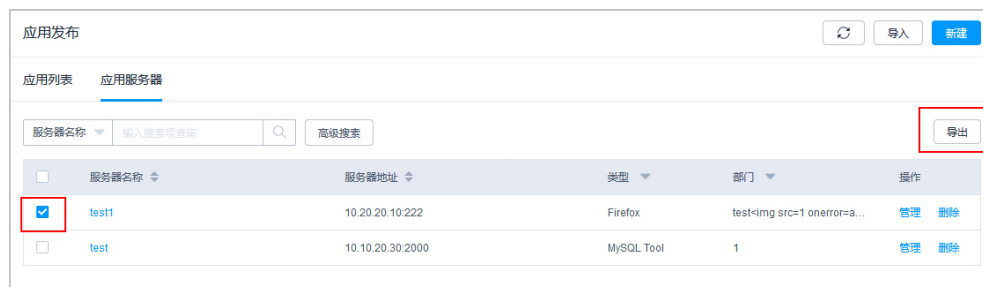 应用发布 导入 新建
应用列表 应用服务器
服务器名称 输入搜索项查询 高级搜索 导出
服务器名称 服务器地址 类型 部门 操作
test1 10.20.20.10:222 Firefox test<img src=1 onerror=a... 管理 删除
test 10.10.20.30:2000 MySQL Tool 1 管理 删除